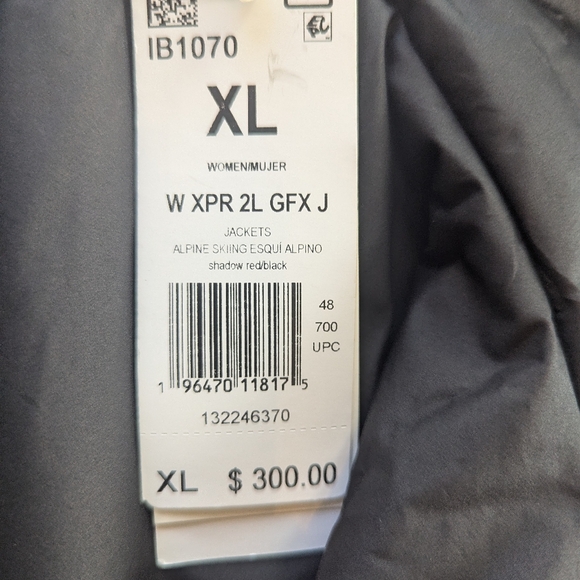 IB1070
XL
WOMEN/MUJER
W XPR 2L GFX J
JACKETS
ALPINE SKIING ESQUÍ ALPINO
shadow red/black
48
700
UPC
1 96470 11817 5
132246370
XL $ 300.00